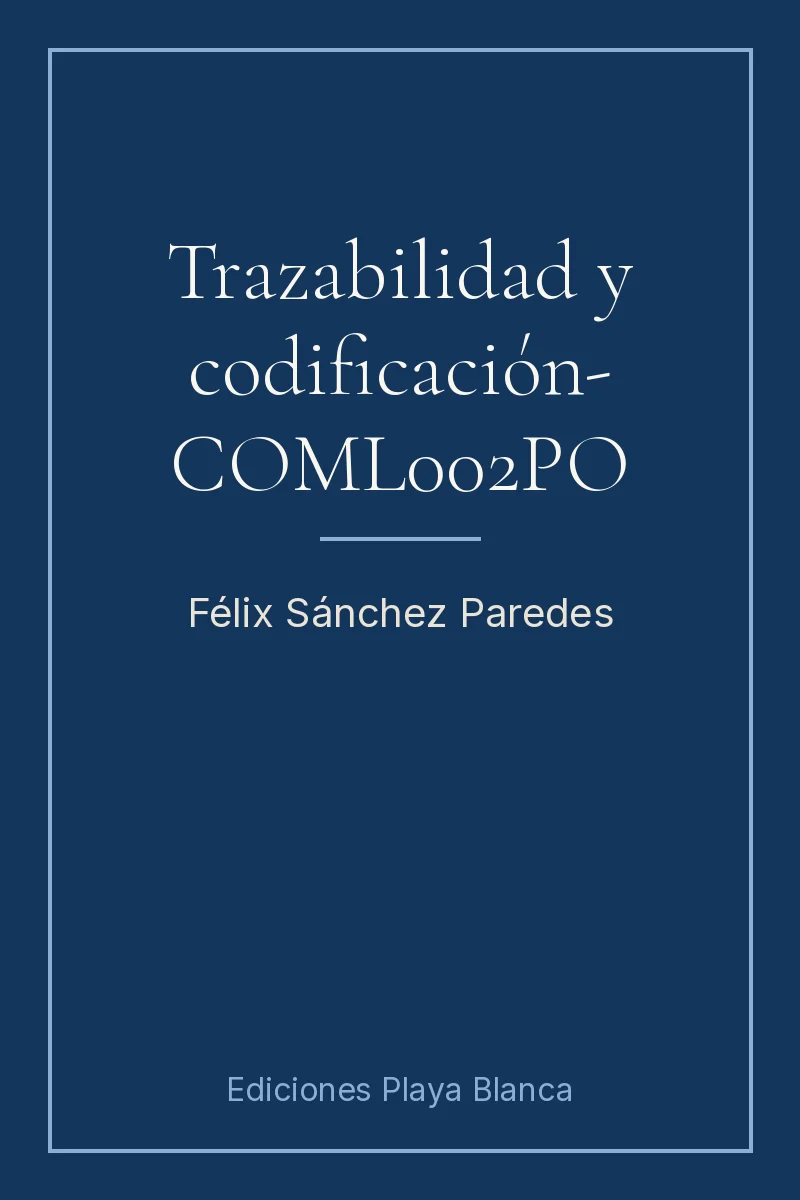 Trazabilidad y
codificación-
COML002PO
Félix Sánchez Paredes
Ediciones Playa Blanca